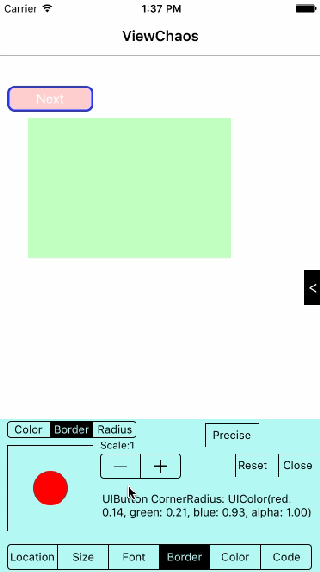 Carrier 1:37 PM
ViewChaos
Next
<
Color Border Radius
Precise
Scale:1
— +
Reset Close
UIButton CornerRadius: UIColor(red:
0.14, green: 0.21, blue: 0.93, alpha: 1.00)
Location Size Font Border Color Code